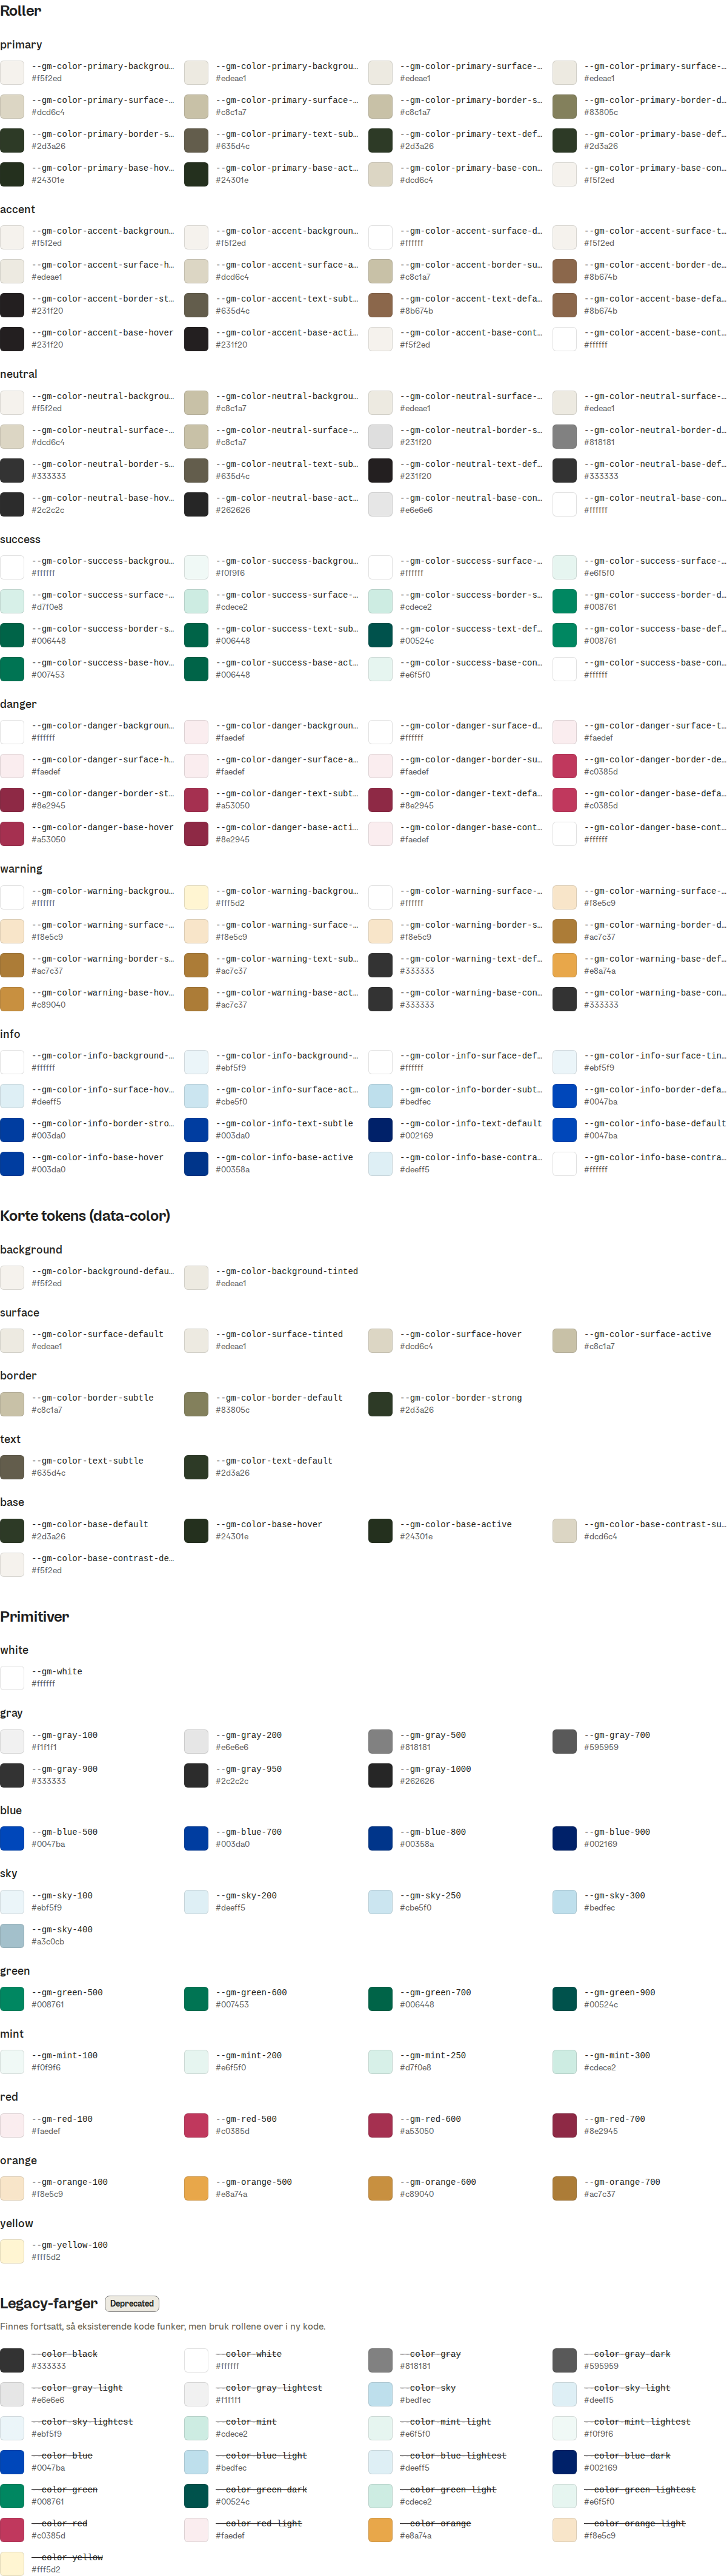 Roller
primary
--gm-color-primary-backgrou… --gm-color-primary-backgrou… --gm-color-primary-surface-… --gm-color-primary-surface-…
#f5f2ed #edeae1 #edeae1 #edeae1
--gm-color-primary-surface-… --gm-color-primary-surface-… --gm-color-primary-border-s… --gm-color-primary-border-d…
#dcd6c4 #c8c1a7 #c8c1a7 #83805c
--gm-color-primary-border-s… --gm-color-primary-text-sub… --gm-color-primary-text-def… --gm-color-primary-base-def…
#2d3a26 #635d4c #2d3a26 #2d3a26
--gm-color-primary-base-hov… --gm-color-primary-base-act… --gm-color-primary-base-con… --gm-color-primary-base-con…
#24301e #24301e #dcd6c4 #f5f2ed
accent
--gm-color-accent-backgroun… --gm-color-accent-backgroun… --gm-color-accent-surface-d… --gm-color-accent-surface-t…
#f5f2ed #f5f2ed #ffffff #f5f2ed
--gm-color-accent-surface-h… --gm-color-accent-surface-a… --gm-color-accent-border-su… --gm-color-accent-border-de…
#edeae1 #dcd6c4 #c8c1a7 #8b674b
--gm-color-accent-border-st… --gm-color-accent-text-subt… --gm-color-accent-text-defa… --gm-color-accent-base-defa…
#231f20 #635d4c #8b674b #8b674b
--gm-color-accent-base-hover --gm-color-accent-base-acti… --gm-color-accent-base-cont… --gm-color-accent-base-cont…
#231f20 #231f20 #f5f2ed #ffffff
neutral
--gm-color-neutral-backgrou… --gm-color-neutral-backgrou… --gm-color-neutral-surface-… --gm-color-neutral-surface-…
#f5f2ed #c8c1a7 #edeae1 #edeae1
--gm-color-neutral-surface-… --gm-color-neutral-surface-… --gm-color-neutral-border-s… --gm-color-neutral-border-d…
#dcd6c4 #c8c1a7 #231f20 #818181
--gm-color-neutral-border-s… --gm-color-neutral-text-sub… --gm-color-neutral-text-def… --gm-color-neutral-base-def…
#333333 #635d4c #231f20 #333333
--gm-color-neutral-base-hov… --gm-color-neutral-base-act… --gm-color-neutral-base-con… --gm-color-neutral-base-con…
#2c2c2c #262626 #e6e6e6 #ffffff
success
--gm-color-success-backgrou… --gm-color-success-backgrou… --gm-color-success-surface-… --gm-color-success-surface-…
#ffffff #f0f9f6 #ffffff #e6f5f0
--gm-color-success-surface-… --gm-color-success-surface-… --gm-color-success-border-s… --gm-color-success-border-d…
#d7f0e8 #cdece2 #cdece2 #008761
--gm-color-success-border-s… --gm-color-success-text-sub… --gm-color-success-text-def… --gm-color-success-base-def…
#006448 #006448 #00524c #008761
--gm-color-success-base-hov… --gm-color-success-base-act… --gm-color-success-base-con… --gm-color-success-base-con…
#007453 #006448 #e6f5f0 #ffffff
danger
--gm-color-danger-backgroun… --gm-color-danger-backgroun… --gm-color-danger-surface-d… --gm-color-danger-surface-t…
#ffffff #faedef #ffffff #faedef
--gm-color-danger-surface-h… --gm-color-danger-surface-a… --gm-color-danger-border-su… --gm-color-danger-border-de…
#faedef #faedef #faedef #c0385d
--gm-color-danger-border-st… --gm-color-danger-text-subt… --gm-color-danger-text-defa… --gm-color-danger-base-defa…
#8e2945 #a53050 #8e2945 #c0385d
--gm-color-danger-base-hover --gm-color-danger-base-acti… --gm-color-danger-base-cont… --gm-color-danger-base-cont…
#a53050 #8e2945 #faedef #ffffff
warning
--gm-color-warning-backgrou… --gm-color-warning-backgrou… --gm-color-warning-surface-… --gm-color-warning-surface-…
#ffffff #fff5d2 #ffffff #f8e5c9
--gm-color-warning-surface-… --gm-color-warning-surface-… --gm-color-warning-border-s… --gm-color-warning-border-d…
#f8e5c9 #f8e5c9 #f8e5c9 #ac7c37
--gm-color-warning-border-s… --gm-color-warning-text-sub… --gm-color-warning-text-def… --gm-color-warning-base-def…
#ac7c37 #ac7c37 #333333 #e8a74a
--gm-color-warning-base-hov… --gm-color-warning-base-act… --gm-color-warning-base-con… --gm-color-warning-base-con…
#c89040 #ac7c37 #333333 #333333
info
--gm-color-info-background-… --gm-color-info-background-… --gm-color-info-surface-def… --gm-color-info-surface-tin…
#ffffff #ebf5f9 #ffffff #ebf5f9
--gm-color-info-surface-hov… --gm-color-info-surface-act… --gm-color-info-border-subt… --gm-color-info-border-defa…
#deeff5 #cbe5f0 #bedfec #0047ba
--gm-color-info-border-stro… --gm-color-info-text-subtle --gm-color-info-text-default --gm-color-info-base-default
#003da0 #003da0 #002169 #0047ba
--gm-color-info-base-hover --gm-color-info-base-active --gm-color-info-base-contra… --gm-color-info-base-contra…
#003da0 #00358a #deeff5 #ffffff
Korte tokens (data-color)
background
--gm-color-background-defau… --gm-color-background-tinted
#f5f2ed #edeae1
surface
--gm-color-surface-default --gm-color-surface-tinted --gm-color-surface-hover --gm-color-surface-active
#edeae1 #edeae1 #dcd6c4 #c8c1a7
border
--gm-color-border-subtle --gm-color-border-default --gm-color-border-strong
#c8c1a7 #83805c #2d3a26
text
--gm-color-text-subtle --gm-color-text-default
#635d4c #2d3a26
base
--gm-color-base-default --gm-color-base-hover --gm-color-base-active --gm-color-base-contrast-su…
#2d3a26 #24301e #24301e #dcd6c4
--gm-color-base-contrast-de…
#f5f2ed
Primitiver
white
--gm-white
#ffffff
gray
--gm-gray-100 --gm-gray-200 --gm-gray-500 --gm-gray-700
#f1f1f1 #e6e6e6 #818181 #595959
--gm-gray-900 --gm-gray-950 --gm-gray-1000
#333333 #2c2c2c #262626
blue
--gm-blue-500 --gm-blue-700 --gm-blue-800 --gm-blue-900
#0047ba #003da0 #00358a #002169
sky
--gm-sky-100 --gm-sky-200 --gm-sky-250 --gm-sky-300
#ebf5f9 #deeff5 #cbe5f0 #bedfec
--gm-sky-400
#a3c0cb
green
--gm-green-500 --gm-green-600 --gm-green-700 --gm-green-900
#008761 #007453 #006448 #00524c
mint
--gm-mint-100 --gm-mint-200 --gm-mint-250 --gm-mint-300
#f0f9f6 #e6f5f0 #d7f0e8 #cdece2
red
--gm-red-100 --gm-red-500 --gm-red-600 --gm-red-700
#faedef #c0385d #a53050 #8e2945
orange
--gm-orange-100 --gm-orange-500 --gm-orange-600 --gm-orange-700
#f8e5c9 #e8a74a #c89040 #ac7c37
yellow
--gm-yellow-100
#fff5d2
Legacy-farger Deprecated
Finnes fortsatt, så eksisterende kode funker, men bruk rollene over i ny kode.
--color-black --color-white --color-gray --color-gray-dark
#333333 #ffffff #818181 #595959
--color-gray-light --color-gray-lightest --color-sky --color-sky-light
#e6e6e6 #f1f1f1 #bedfec #deeff5
--color-sky-lightest --color-mint --color-mint-light --color-mint-lightest
#ebf5f9 #cdece2 #e6f5f0 #f0f9f6
--color-blue --color-blue-light --color-blue-lightest --color-blue-dark
#0047ba #bedfec #deeff5 #002169
--color-green --color-green-dark --color-green-light --color-green-lightest
#008761 #00524c #cdece2 #e6f5f0
--color-red --color-red-light --color-orange --color-orange-light
#c0385d #faedef #e8a74a #f8e5c9
--color-yellow
#fff5d2